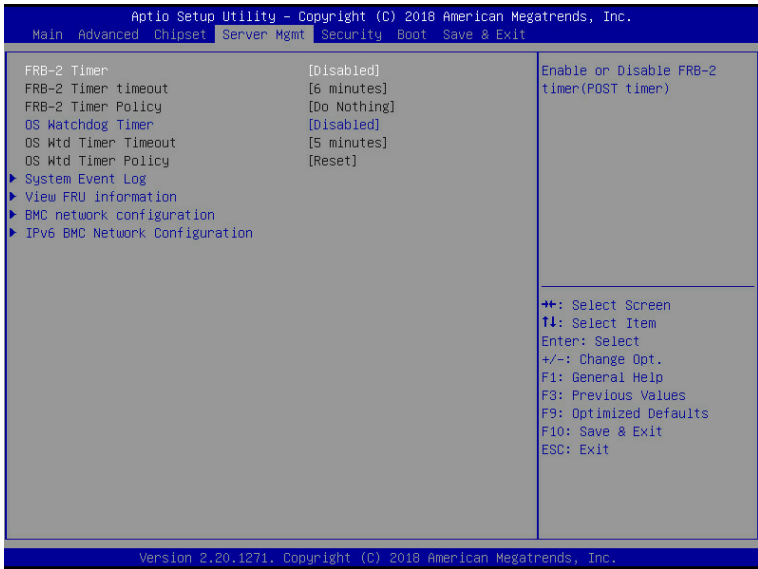 Aptio Setup Utility – Copyright (C) 2018 American Megatrends, Inc.
Main Advanced Chipset Server Mgmt Security Boot Save & Exit
FRB-2 Timer [Disabled]
FRB-2 Timer timeout [6 minutes]
FRB-2 Timer Policy [Do Nothing]
OS Watchdog Timer [Disabled]
OS Wtd Timer Timeout [5 minutes]
OS Wtd Timer Policy [Reset]
▶ System Event Log
▶ View FRU information
▶ BMC network configuration
▶ IPv6 BMC Network Configuration
Enable or Disable FRB-2
timer(POST timer)
→←: Select Screen
↑↓: Select Item
Enter: Select
+/-: Change Opt.
F1: General Help
F3: Previous Values
F9: Optimized Defaults
F10: Save & Exit
ESC: Exit
Version 2.20.1271. Copyright (C) 2018 American Megatrends, Inc.